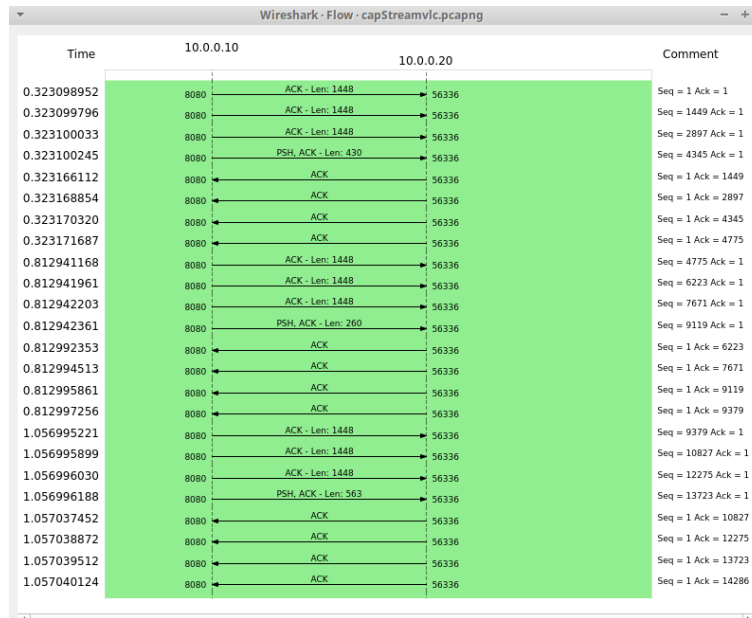 Wireshark · Flow · capStreamvlc.pcapng
Time 10.0.0.10 10.0.0.20 Comment
0.323098952 8080 ACK - Len: 1448 56336 Seq = 1 Ack = 1
0.323099796 8080 ACK - Len: 1448 56336 Seq = 1449 Ack = 1
0.323100033 8080 ACK - Len: 1448 56336 Seq = 2897 Ack = 1
0.323100245 8080 PSH, ACK - Len: 430 56336 Seq = 4345 Ack = 1
0.323166112 8080 ACK 56336 Seq = 1 Ack = 1449
0.323168854 8080 ACK 56336 Seq = 1 Ack = 2897
0.323170320 8080 ACK 56336 Seq = 1 Ack = 4345
0.323171687 8080 ACK 56336 Seq = 1 Ack = 4775
0.812941168 8080 ACK - Len: 1448 56336 Seq = 4775 Ack = 1
0.812941961 8080 ACK - Len: 1448 56336 Seq = 6223 Ack = 1
0.812942203 8080 ACK - Len: 1448 56336 Seq = 7671 Ack = 1
0.812942361 8080 PSH, ACK - Len: 260 56336 Seq = 9119 Ack = 1
0.812992353 8080 ACK 56336 Seq = 1 Ack = 6223
0.812994513 8080 ACK 56336 Seq = 1 Ack = 7671
0.812995861 8080 ACK 56336 Seq = 1 Ack = 9119
0.812997256 8080 ACK 56336 Seq = 1 Ack = 9379
1.056995221 8080 ACK - Len: 1448 56336 Seq = 9379 Ack = 1
1.056995899 8080 ACK - Len: 1448 56336 Seq = 10827 Ack = 1
1.056996030 8080 ACK - Len: 1448 56336 Seq = 12275 Ack = 1
1.056996188 8080 PSH, ACK - Len: 563 56336 Seq = 13723 Ack = 1
1.057037452 8080 ACK 56336 Seq = 1 Ack = 10827
1.057038872 8080 ACK 56336 Seq = 1 Ack = 12275
1.057039512 8080 ACK 56336 Seq = 1 Ack = 13723
1.057040124 8080 ACK 56336 Seq = 1 Ack = 14286